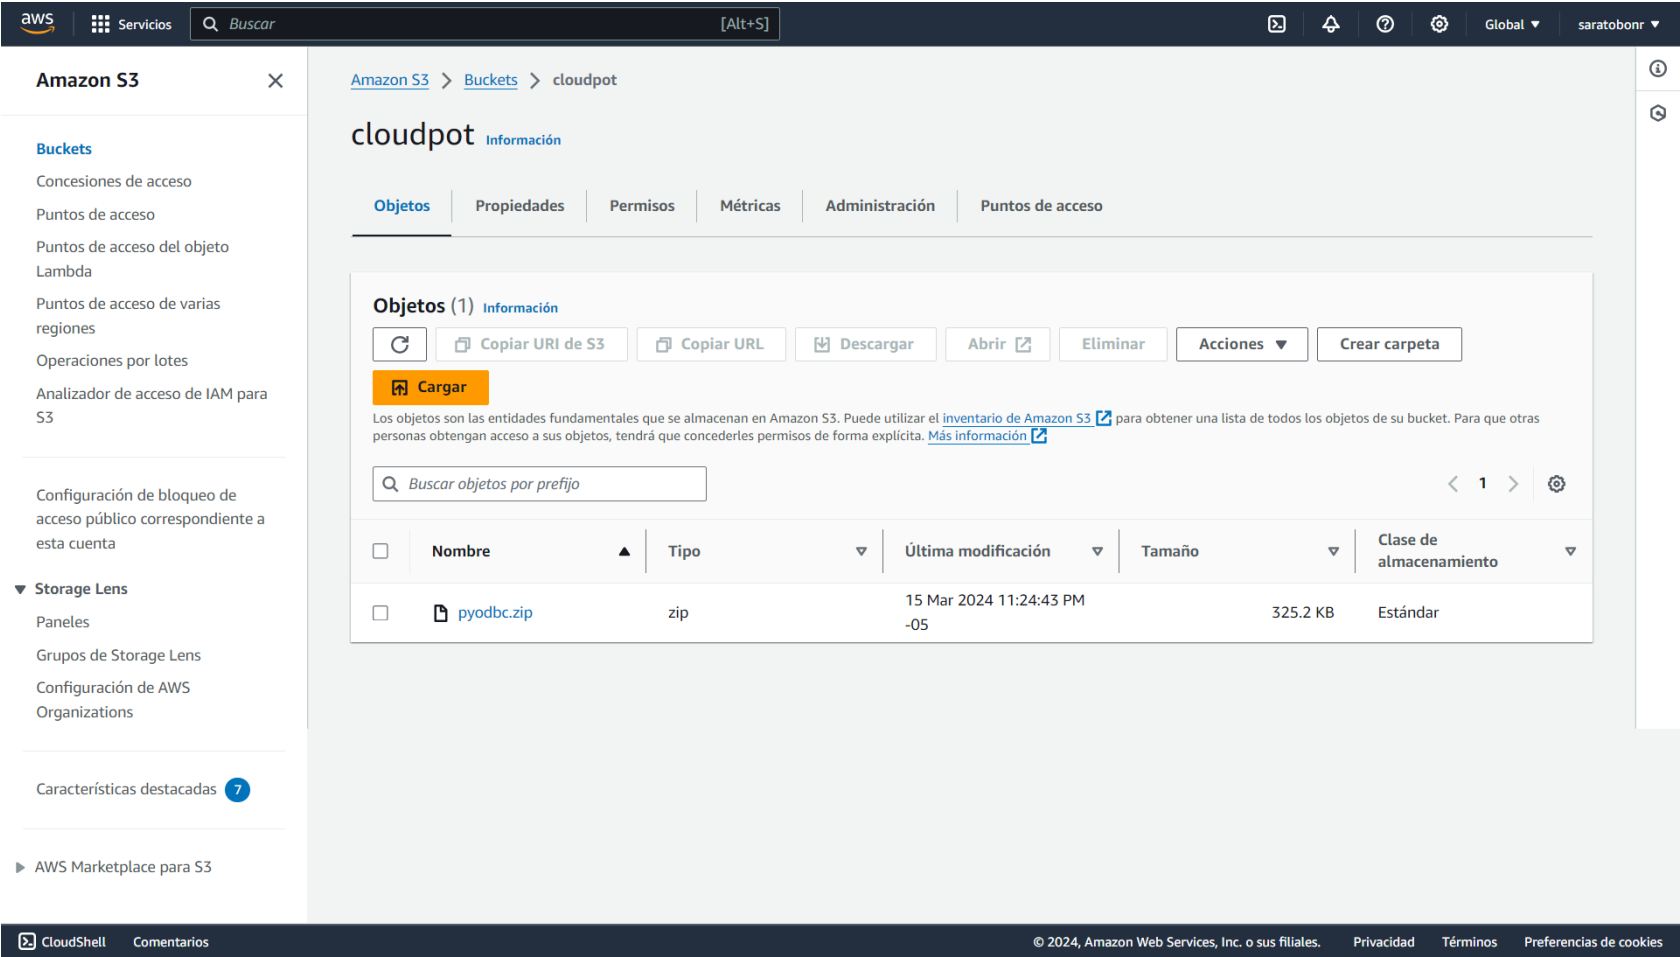 aws
Servicios
Buscar
[Alt+S]
Global
saratobonr
Amazon S3
Buckets
Concesiones de acceso
Puntos de acceso
Puntos de acceso del objeto
Lambda
Puntos de acceso de varias
regiones
Operaciones por lotes
Analizador de acceso de IAM para
S3
Configuración de bloqueo de
acceso público correspondiente a
esta cuenta
Storage Lens
Paneles
Grupos de Storage Lens
Configuración de AWS
Organizations
Características destacadas 7
AWS Marketplace para S3
Amazon S3 > Buckets > cloudpot
cloudpot Información
Objetos Propiedades Permisos Métricas Administración Puntos de acceso
Objetos (1) Información
Copiar URI de S3 Copiar URL Descargar Abrir Eliminar Acciones Crear carpeta
Cargar
Los objetos son las entidades fundamentales que se almacenan en Amazon S3. Puede utilizar el inventario de Amazon S3 para obtener una lista de todos los objetos de su bucket. Para que otras
personas obtengan acceso a sus objetos, tendrá que concederles permisos de forma explícita. Más información
Buscar objetos por prefijo
1
Nombre Tipo Última modificación Tamaño Clase de
almacenamiento
pyodbc.zip zip 15 Mar 2024 11:24:43 PM
-05 325.2 KB Estándar
CloudShell Comentarios © 2024, Amazon Web Services, Inc. o sus filiales. Privacidad Términos Preferencias de cookies